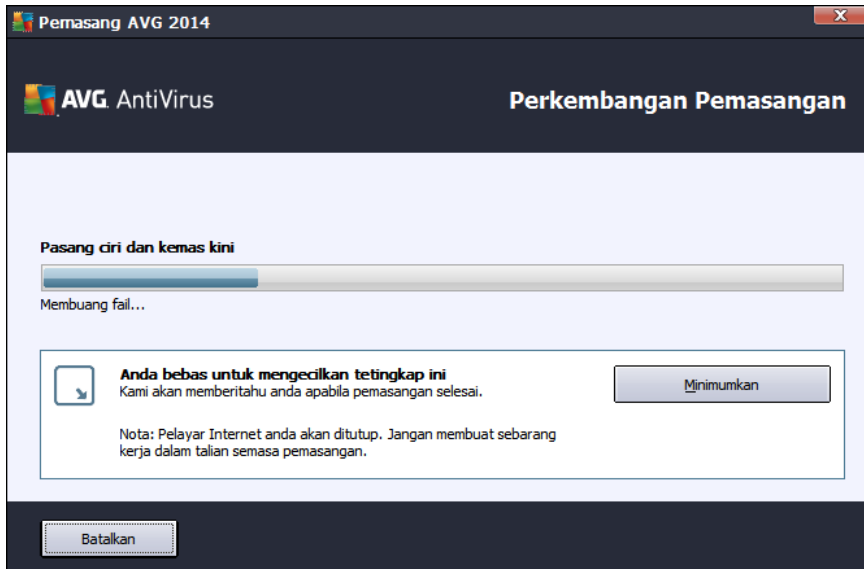 Pemasang AVG 2014
X
AVG. AntiVirus
Perkembangan Pemasangan
Pasang ciri dan kemas kini
Membuang fail...
Anda bebas untuk mengecilkan tetingkap ini
Kami akan memberitahu anda apabila pemasangan selesai.
Minimumkan
Nota: Pelayar Internet anda akan ditutup. Jangan membuat sebarang
kerja dalam talian semasa pemasangan.
Batalkan